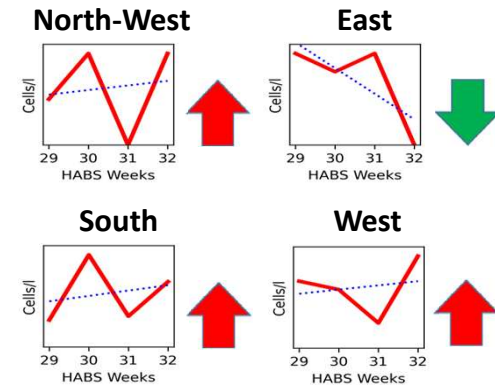 North-West
East
Cells/l
29 30 31 32
HABS Weeks
Cells/l
29 30 31 32
HABS Weeks
South
West
Cells/l
29 30 31 32
HABS Weeks
Cells/l
29 30 31 32
HABS Weeks